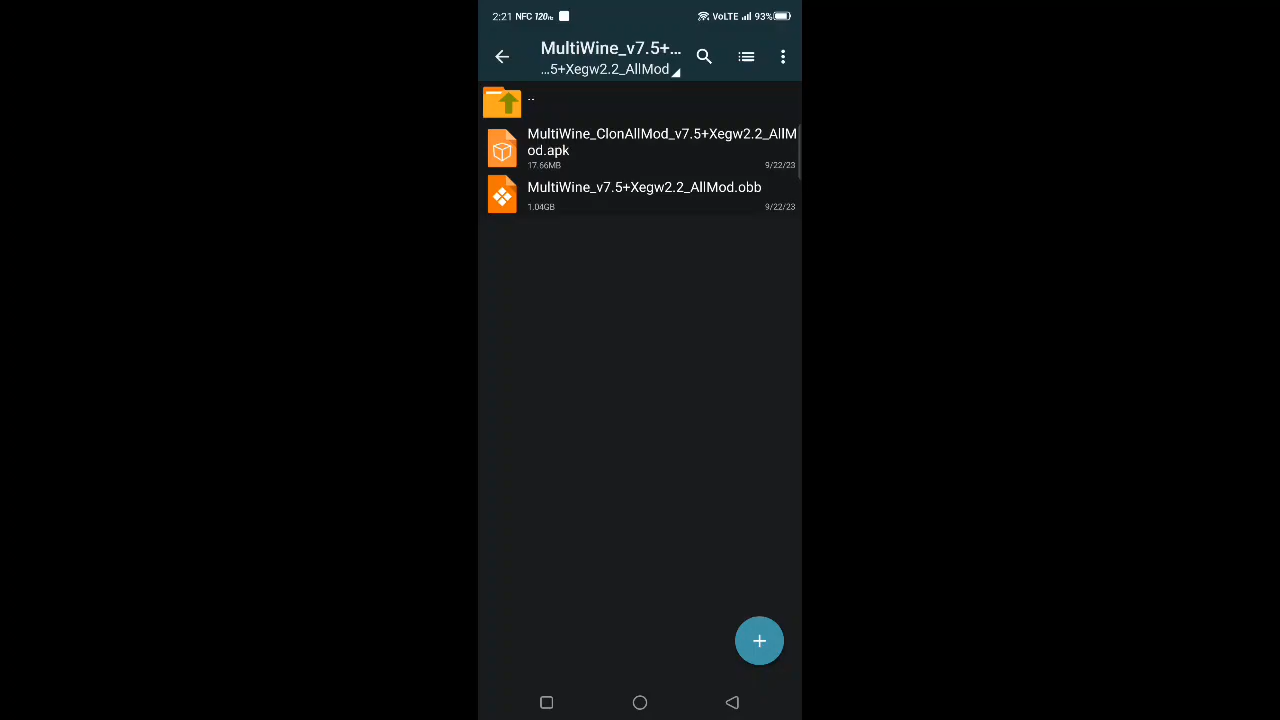 2:21 NFC 120Hz VoLTE 93%
MultiWine_v7.5+...
...5+Xegw2.2_AllMod
..
MultiWine_ClonAllMod_v7.5+Xegw2.2_AllM
od.apk
17.66MB 9/22/23
MultiWine_v7.5+Xegw2.2_AllMod.obb
1.04GB 9/22/23